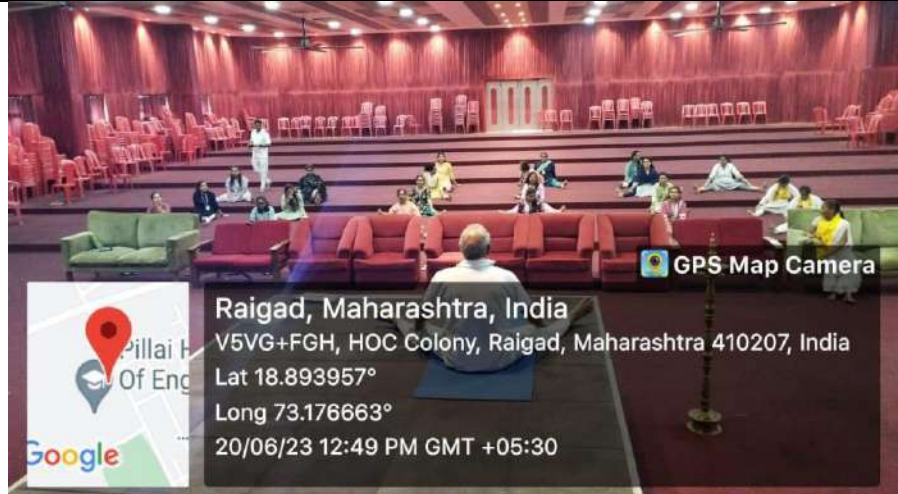 GPS Map Camera
Raigad, Maharashtra, India
V5VG+FGH, HOC Colony, Raigad, Maharashtra 410207, India
Lat 18.893957°
Long 73.176663°
20/06/23 12:49 PM GMT +05:30
Pillai H
Of Eng
Google